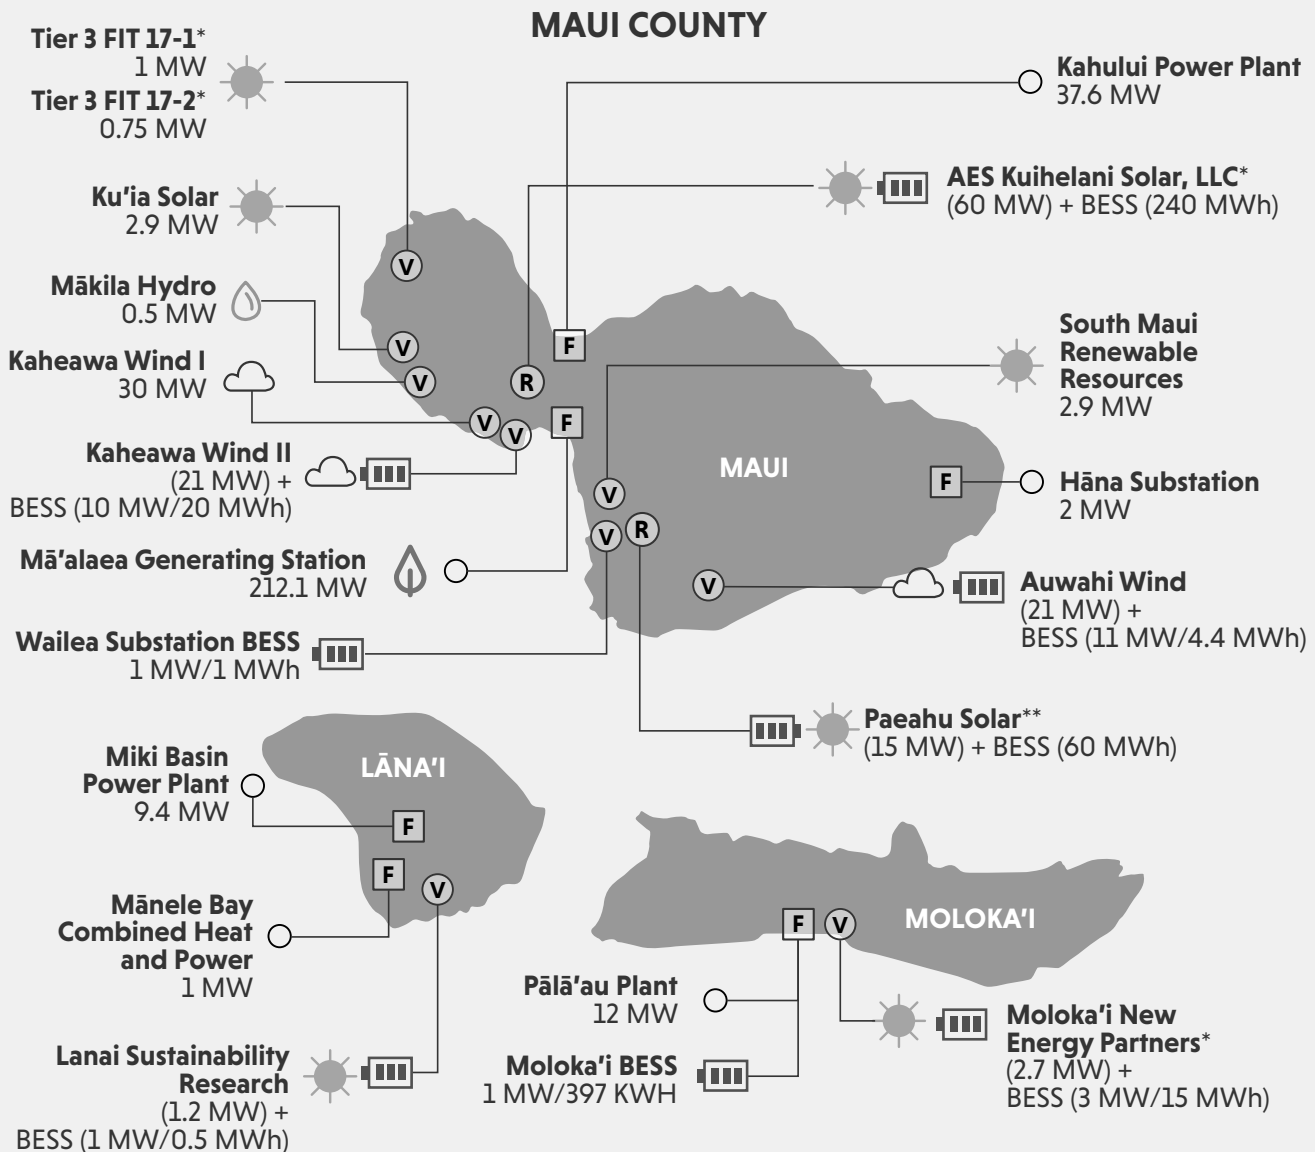 MAUI COUNTY
Tier 3 FIT 17-1*
1 MW
Tier 3 FIT 17-2*
0.75 MW
Kahului Power Plant
37.6 MW
Ku'ia Solar
2.9 MW
AES Kuihelani Solar, LLC*
(60 MW) + BESS (240 MWh)
Mākila Hydro
0.5 MW
Kaheawa Wind I
30 MW
South Maui
Renewable
Resources
2.9 MW
Kaheawa Wind II
(21 MW) +
BESS (10 MW/20 MWh)
Hāna Substation
2 MW
Mā'alaea Generating Station
212.1 MW
Auwahi Wind
(21 MW) +
BESS (11 MW/4.4 MWh)
Wailea Substation BESS
1 MW/1 MWh
Paeahu Solar**
(15 MW) + BESS (60 MWh)
V
V
V
V
V
R
F
F
MAUI
V
V
R
V
F
Miki Basin
Power Plant
9.4 MW
LĀNA'I
F
F
V
Mānele Bay
Combined Heat
and Power
1 MW
Lanai Sustainability
Research
(1.2 MW) +
BESS (1 MW/0.5 MWh)
F
V
MOLOKA'I
Pālā'au Plant
12 MW
Moloka'i BESS
1 MW/397 KWH
Moloka'i New
Energy Partners*
(2.7 MW) +
BESS (3 MW/15 MWh)